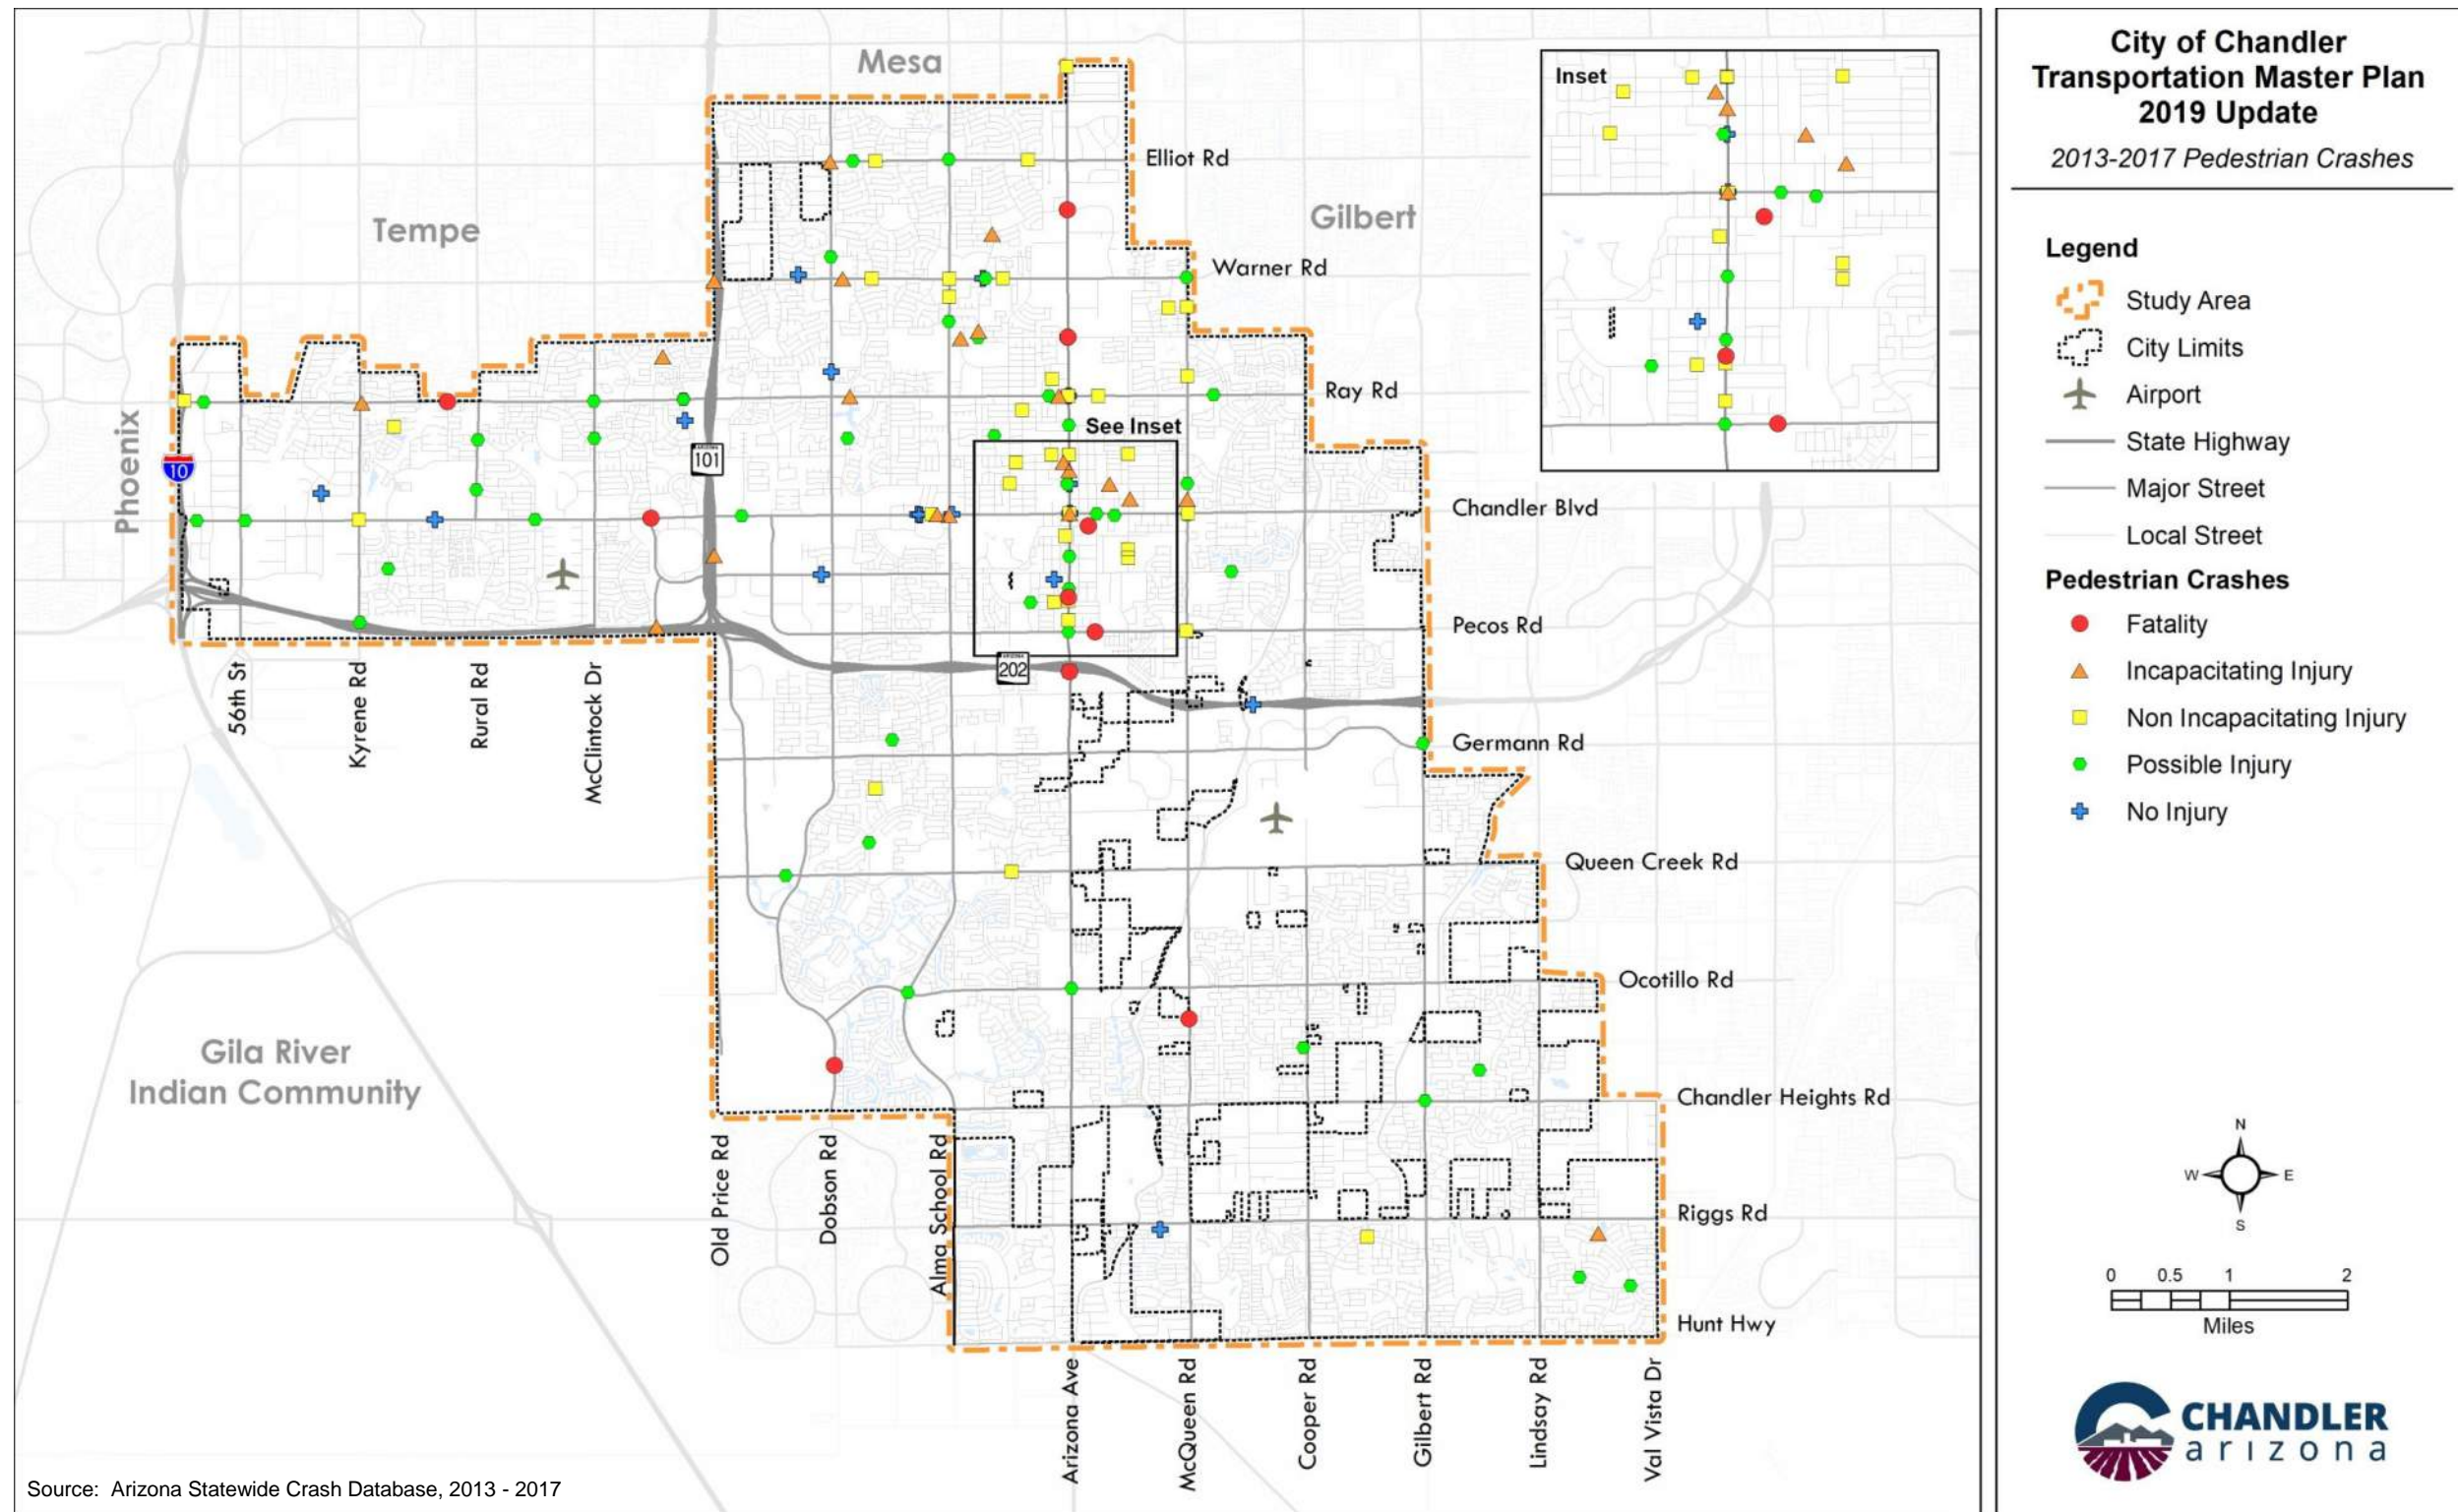 Mesa
Tempe
Gilbert
Phoenix
Gila River
Indian Community
Elliot Rd
Warner Rd
Ray Rd
See Inset
Chandler Blvd
Pecos Rd
Germann Rd
Queen Creek Rd
Ocotillo Rd
Chandler Heights Rd
Riggs Rd
Hunt Hwy
10
101
202
56th St
Kyrene Rd
Rural Rd
McClintock Dr
Old Price Rd
Dobson Rd
Alma School Rd
Arizona Ave
McQueen Rd
Cooper Rd
Gilbert Rd
Lindsay Rd
Val Vista Dr
Source: Arizona Statewide Crash Database, 2013 - 2017
Inset
City of Chandler
Transportation Master Plan
2019 Update
2013-2017 Pedestrian Crashes
Legend
Study Area
City Limits
Airport
State Highway
Major Street
Local Street
Pedestrian Crashes
Fatality
Incapacitating Injury
Non Incapacitating Injury
Possible Injury
No Injury
N
W E
S
0 0.5 1 2
Miles
CHANDLER
arizona